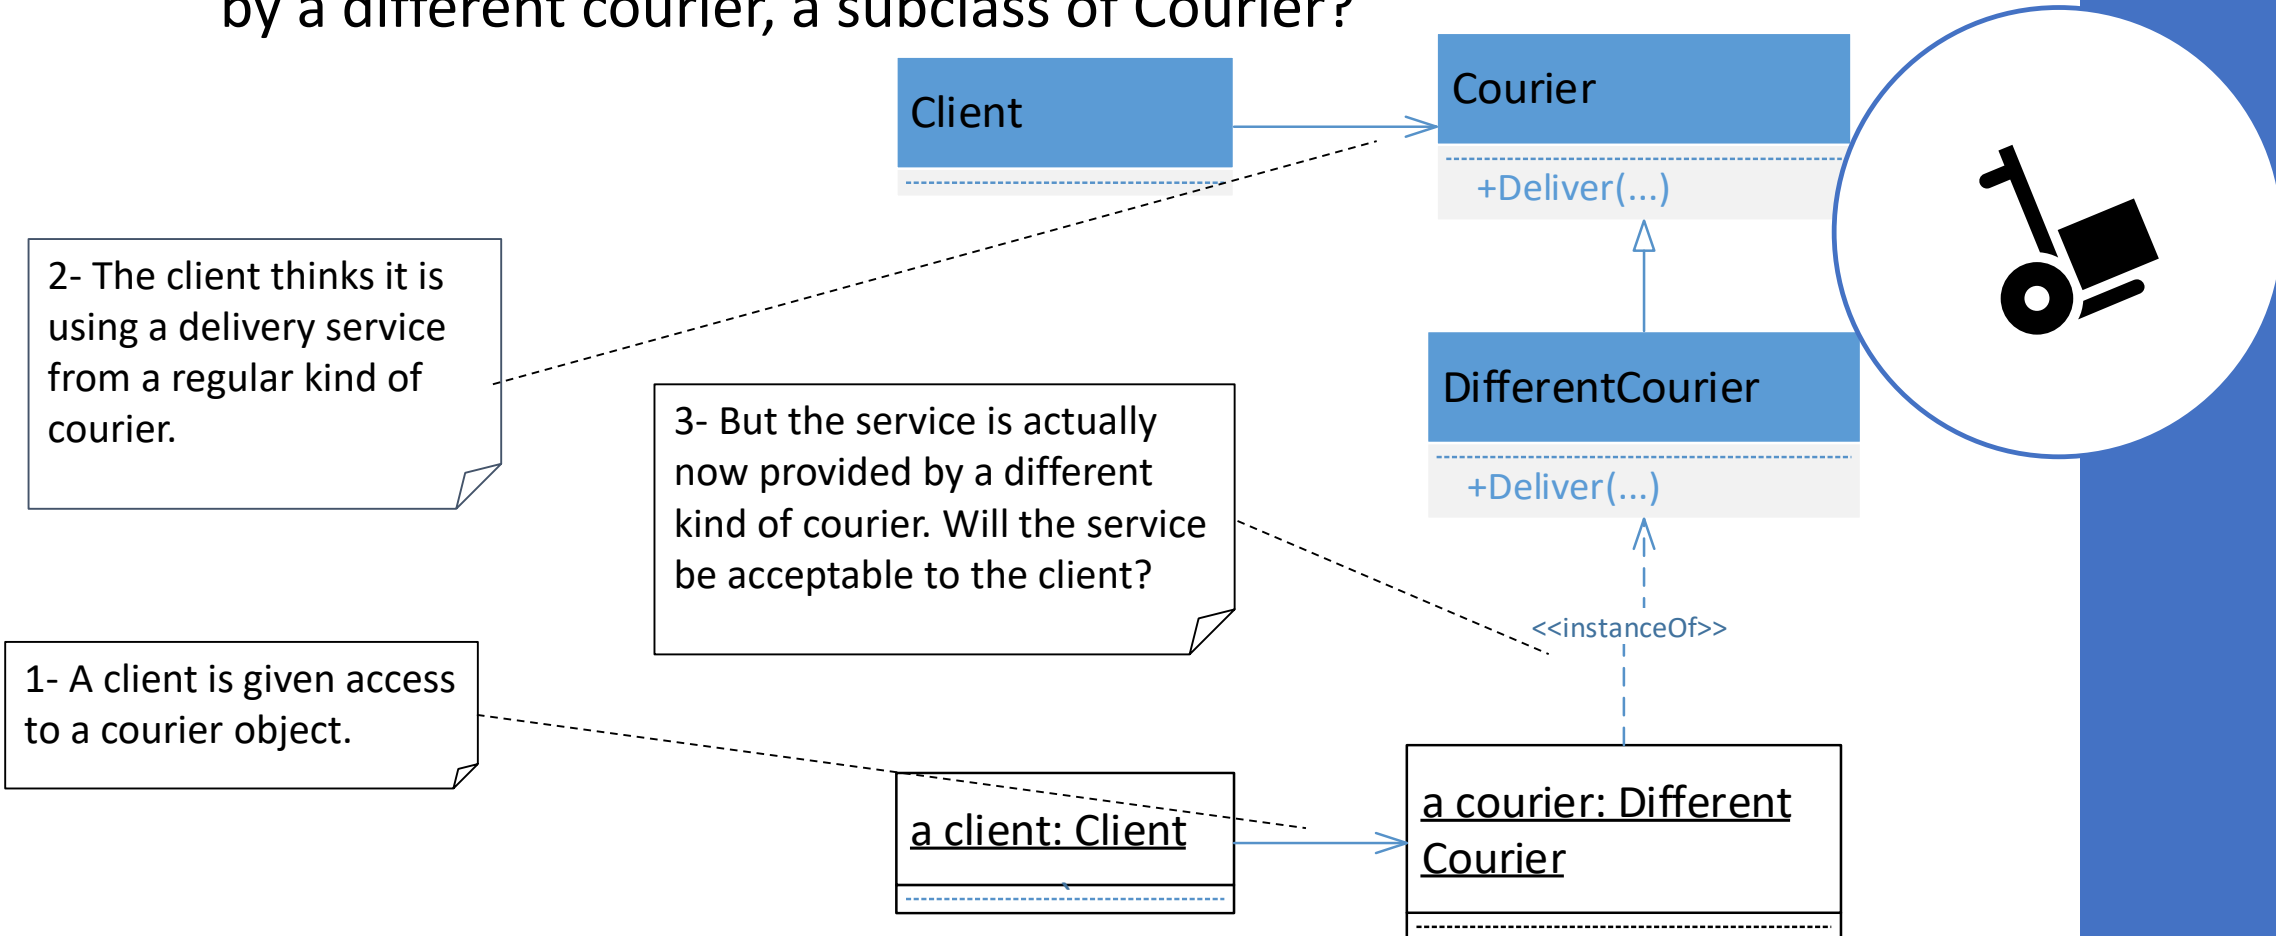 by a different courier, a subclass of Courier?
Client
Courier
+Deliver(...)
2- The client thinks it is
using a delivery service
from a regular kind of
courier.
DifferentCourier
+Deliver(...)
3- But the service is actually
now provided by a different
kind of courier. Will the service
be acceptable to the client?
<<instanceOf>>
1- A client is given access
to a courier object.
a client: Client
a courier: Different
Courier